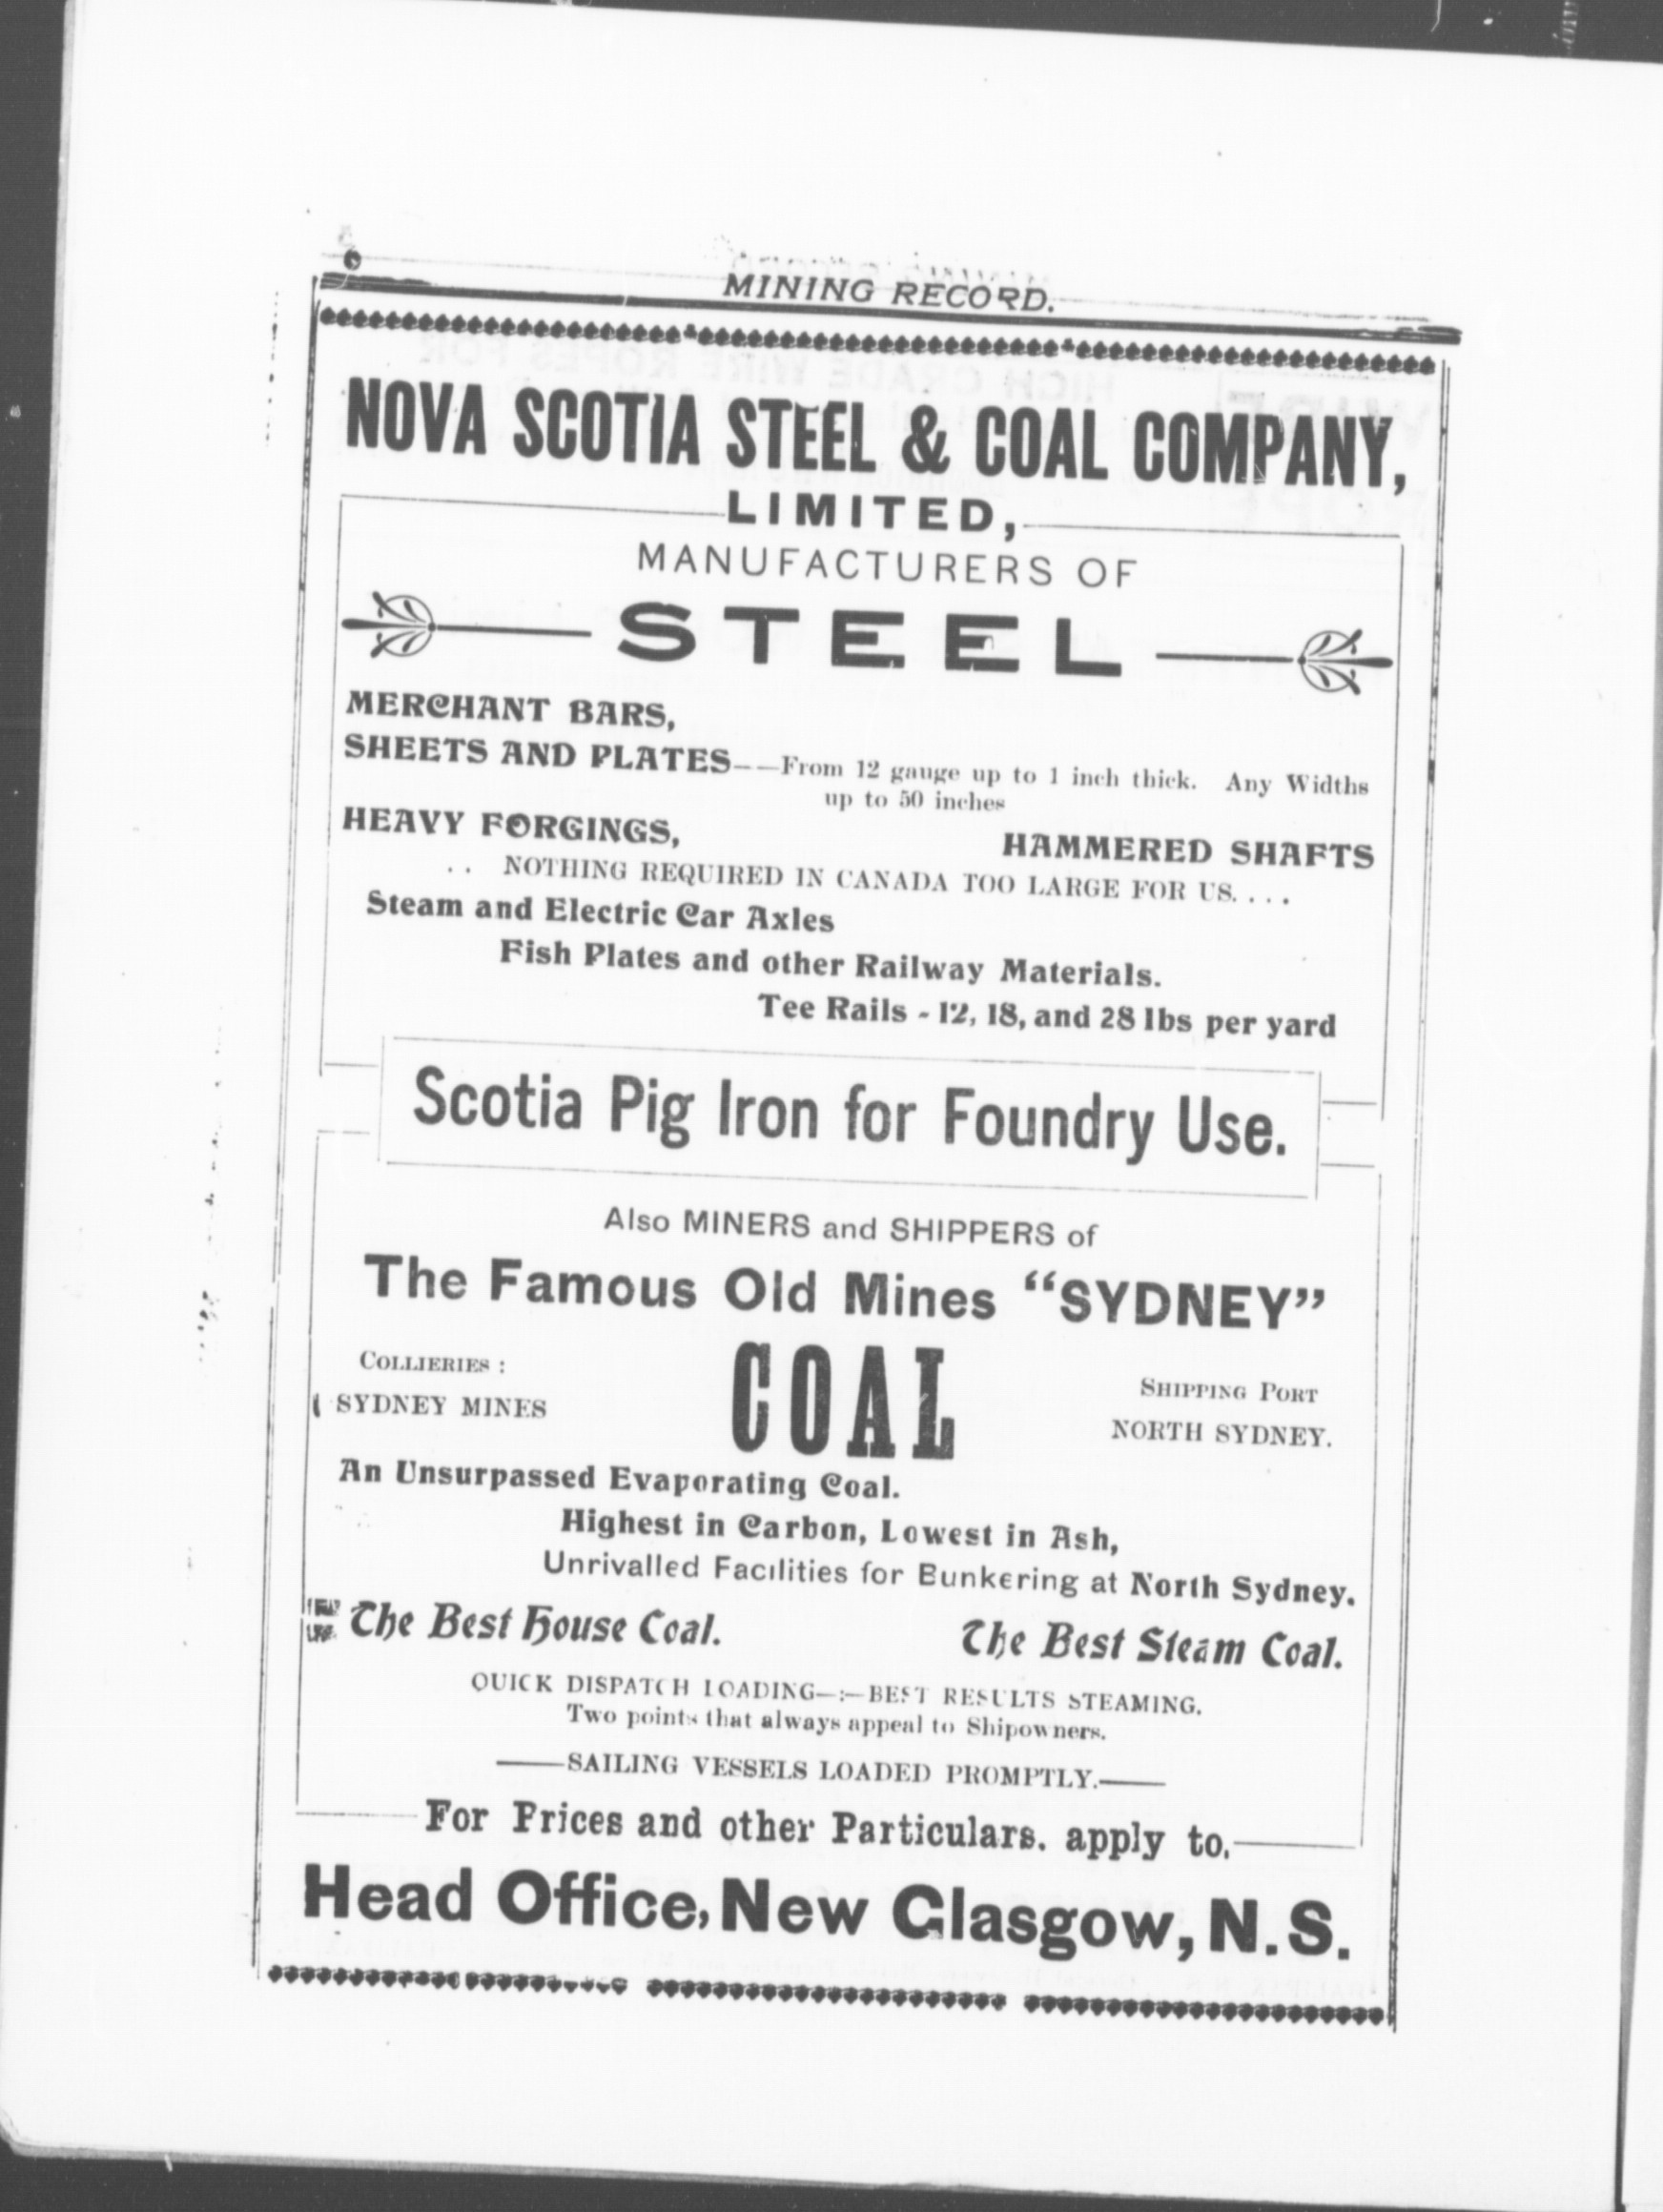 MINING RECORD.
NOVA SCOTIA STEEL & COAL COMPANY,
LIMITED,
MANUFACTURERS OF
STEEL
MERCHANT BARS,
SHEETS AND PLATES——From 12 gauge up to 1 inch thick. Any Widths
up to 50 inches
HEAVY FORGINGS, HAMMERED SHAFTS
.. NOTHING REQUIRED IN CANADA TOO LARGE FOR US....
Steam and Electric Car Axles
Fish Plates and other Railway Materials.
Tee Rails - 12, 18, and 28 lbs per yard
Scotia Pig Iron for Foundry Use.
Also MINERS and SHIPPERS of
The Famous Old Mines "SYDNEY"
COLLIERIES :
SYDNEY MINES
COAL
SHIPPING PORT
NORTH SYDNEY.
An Unsurpassed Evaporating Coal.
Highest in Carbon, Lowest in Ash,
Unrivalled Facilities for Bunkering at North Sydney.
The Best House Coal. The Best Steam Coal.
QUICK DISPATCH LOADING—:—BEST RESULTS STEAMING.
Two points that always appeal to Shipowners.
——SAILING VESSELS LOADED PROMPTLY.——
For Prices and other Particulars. apply to,
Head Office, New Glasgow, N.S.